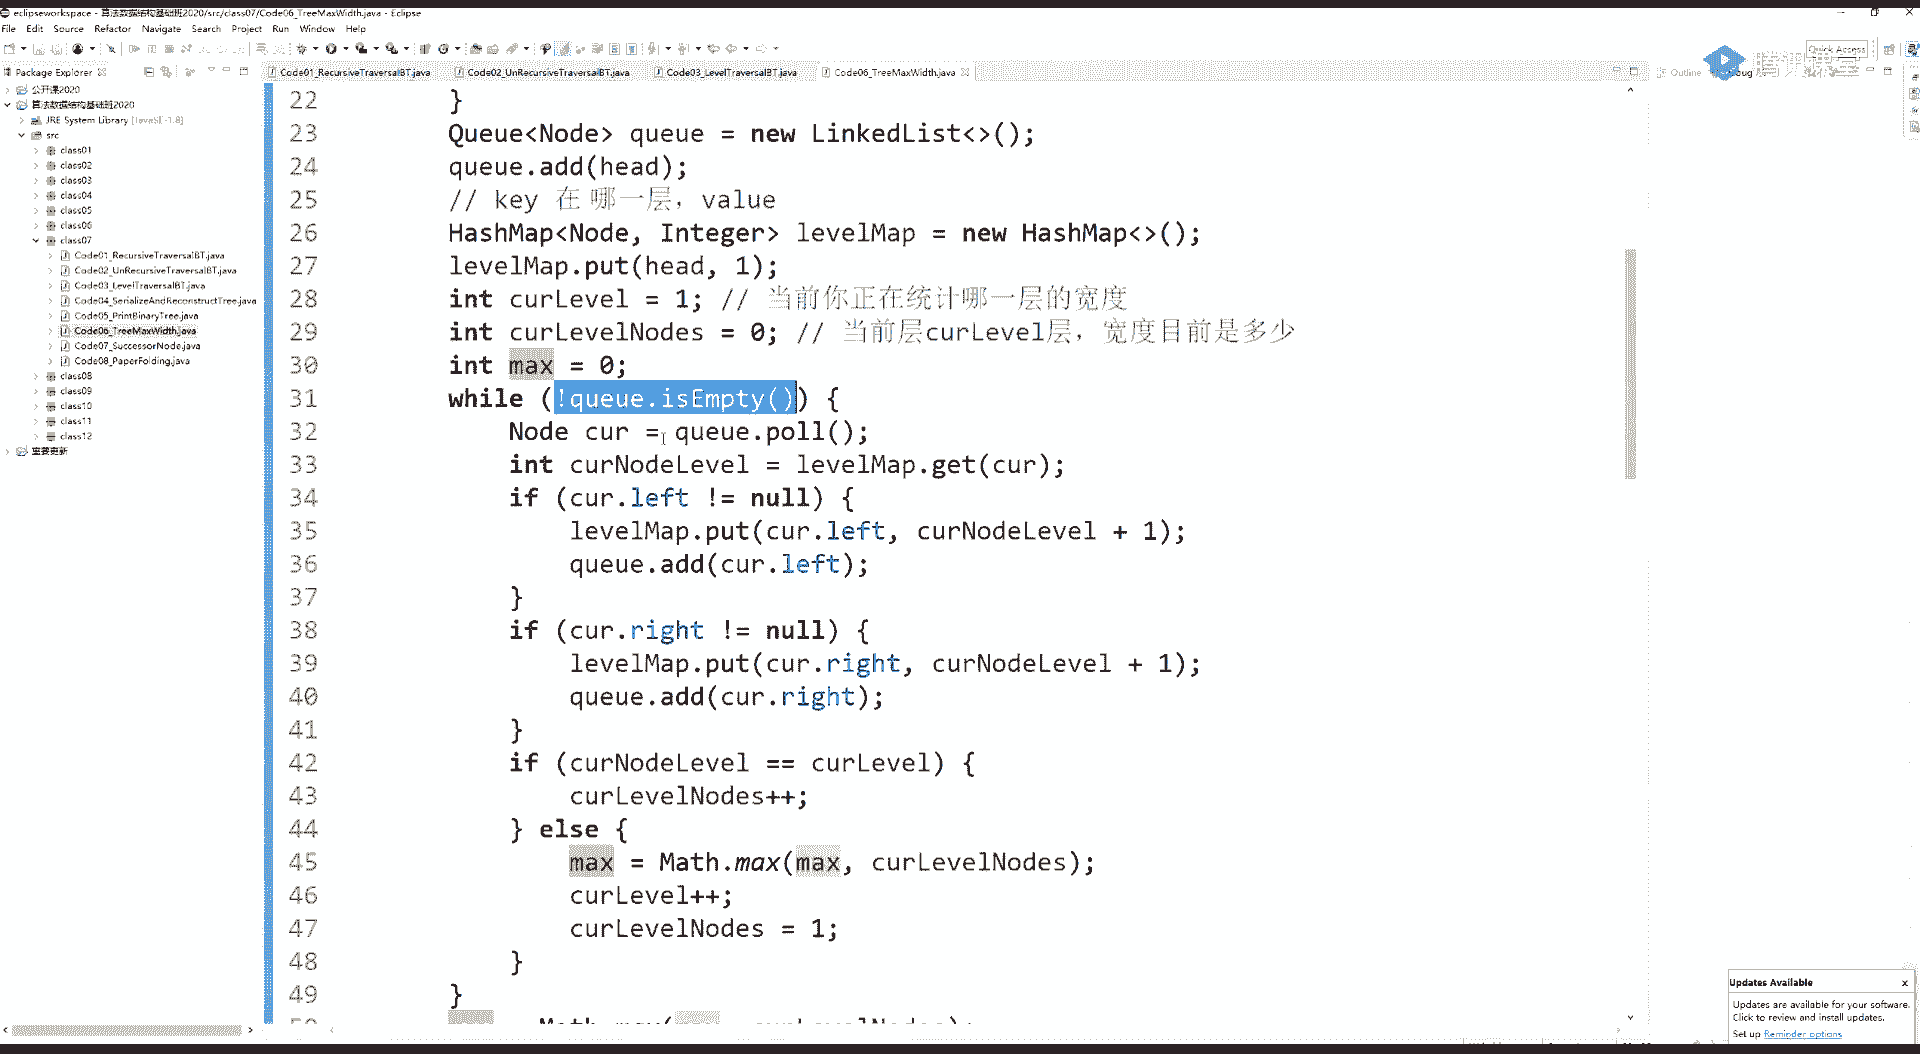 eclipseworkspace - 算法数据结构基础班2020/src/class07/Code06_TreeMaxWidth.java - Eclipse
File Edit Source Refactor Navigate Search Project Run Window Help
Quick Access
Package Explorer
Code01_RecursiveTraversalBT.java
Code02_UnRecursiveTraversalBT.java
Code03_LevelTraversalBT.java
Code06_TreeMaxWidth.java
Outline
公开课2020
算法数据结构基础班2020
JRE System Library [JavaSE-1.8]
src
class01
class02
class03
class04
class05
class06
class07
Code01_RecursiveTraversalBT.java
Code02_UnRecursiveTraversalBT.java
Code03_LevelTraversalBT.java
Code04_SerializeAndReconstructTree.java
Code05_PrintBinaryTree.java
Code06_TreeMaxWidth.java
Code07_SuccessorNode.java
Code08_PaperFolding.java
class08
class09
class10
class11
class12
22 }
23 Queue<Node> queue = new LinkedList<>();
24 queue.add(head);
25 // key 在 哪一层，value
26 HashMap<Node, Integer> levelMap = new HashMap<>();
27 levelMap.put(head, 1);
28 int curLevel = 1; // 当前你正在统计哪一层的宽度
29 int curLevelNodes = 0; // 当前层curLevel层，宽度目前是多少
30 int max = 0;
31 while (!queue.isEmpty()) {
32 Node cur = queue.poll();
33 int curNodeLevel = levelMap.get(cur);
34 if (cur.left != null) {
35 levelMap.put(cur.left, curNodeLevel + 1);
36 queue.add(cur.left);
37 }
38 if (cur.right != null) {
39 levelMap.put(cur.right, curNodeLevel + 1);
40 queue.add(cur.right);
41 }
42 if (curNodeLevel == curLevel) {
43 curLevelNodes++;
44 } else {
45 max = Math.max(max, curLevelNodes);
46 curLevel++;
47 curLevelNodes = 1;
48 }
49 }
Updates Available
Updates are available for your software.
Click to review and install updates.
Set up Reminder options